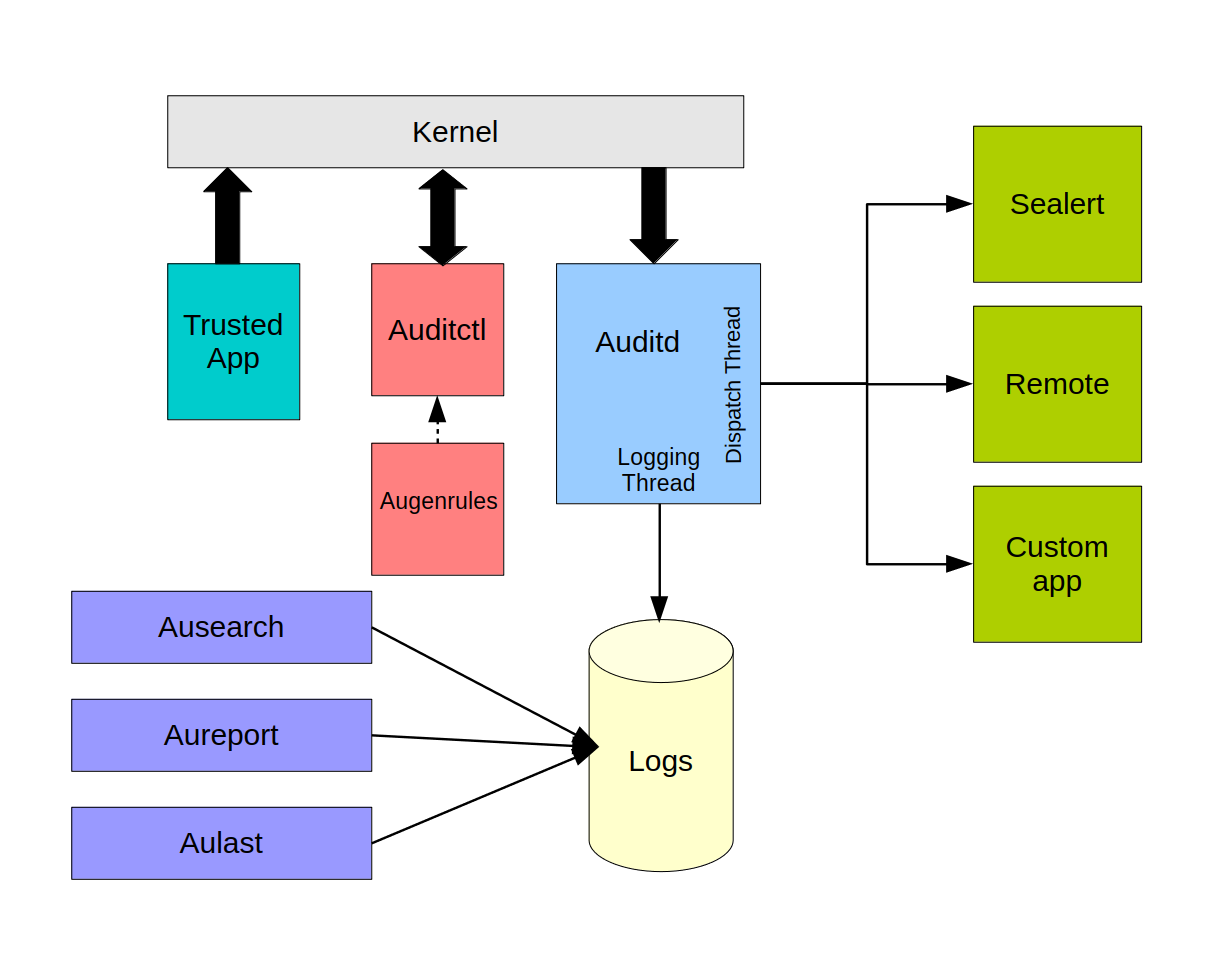 Kernel
Trusted
App
Auditctl
Auditd
Dispatch Thread
Logging
Thread
Augenrules
Sealert
Remote
Custom
app
Ausearch
Aureport
Aulast
Logs